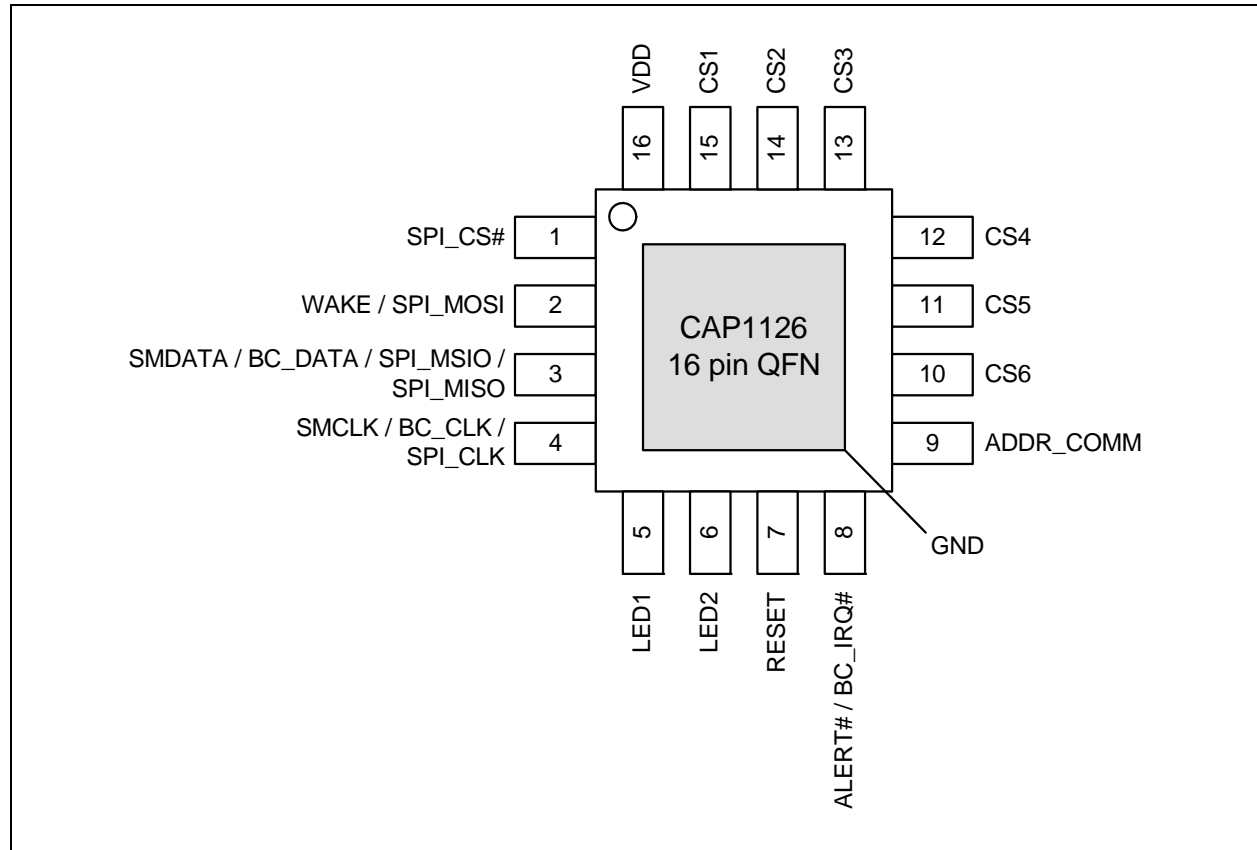 VDD
CS1
CS2
CS3
16
15
14
13
SPI_CS#
1
WAKE / SPI_MOSI
2
SMDATA / BC_DATA / SPI_MSIO /
SPI_MISO
3
SMCLK / BC_CLK /
SPI_CLK
4
CAP1126
16 pin QFN
12
CS4
11
CS5
10
CS6
9
ADDR_COMM
GND
5
6
7
8
LED1
LED2
RESET
ALERT# / BC_IRQ#